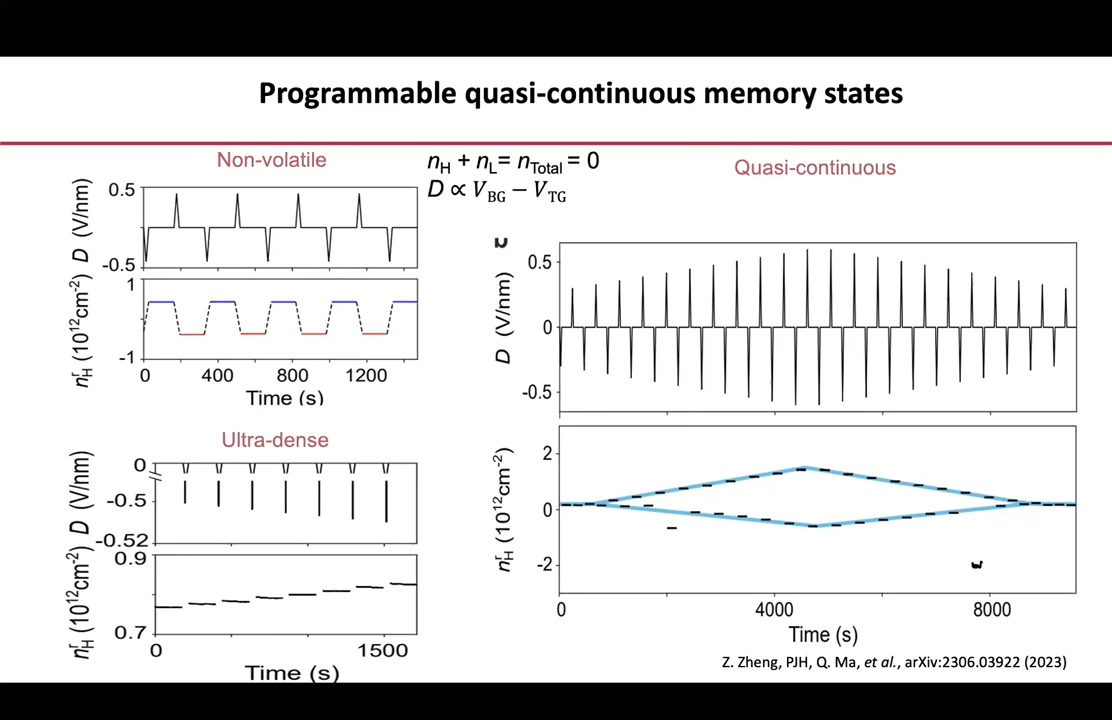 Programmable quasi-continuous memory states
Non-volatile
n_H + n_L = n_Total = 0
D ∝ V_BG − V_TG
0.5
D (V/nm)
-0.5
1
n^r_H (10^12cm^-2)
-1
0 400 800 1200
Time (s)
Ultra-dense
0
D (V/nm)
-0.5
-0.52
0.9
n^r_H (10^12cm^-2)
0.7
0 1500
Time (s)
Quasi-continuous
0.5
D (V/nm)
0
-0.5
2
n^r_H (10^12cm^-2)
0
-2
0 4000 8000
Time (s)
Z. Zheng, PJH, Q. Ma, et al., arXiv:2306.03922 (2023)